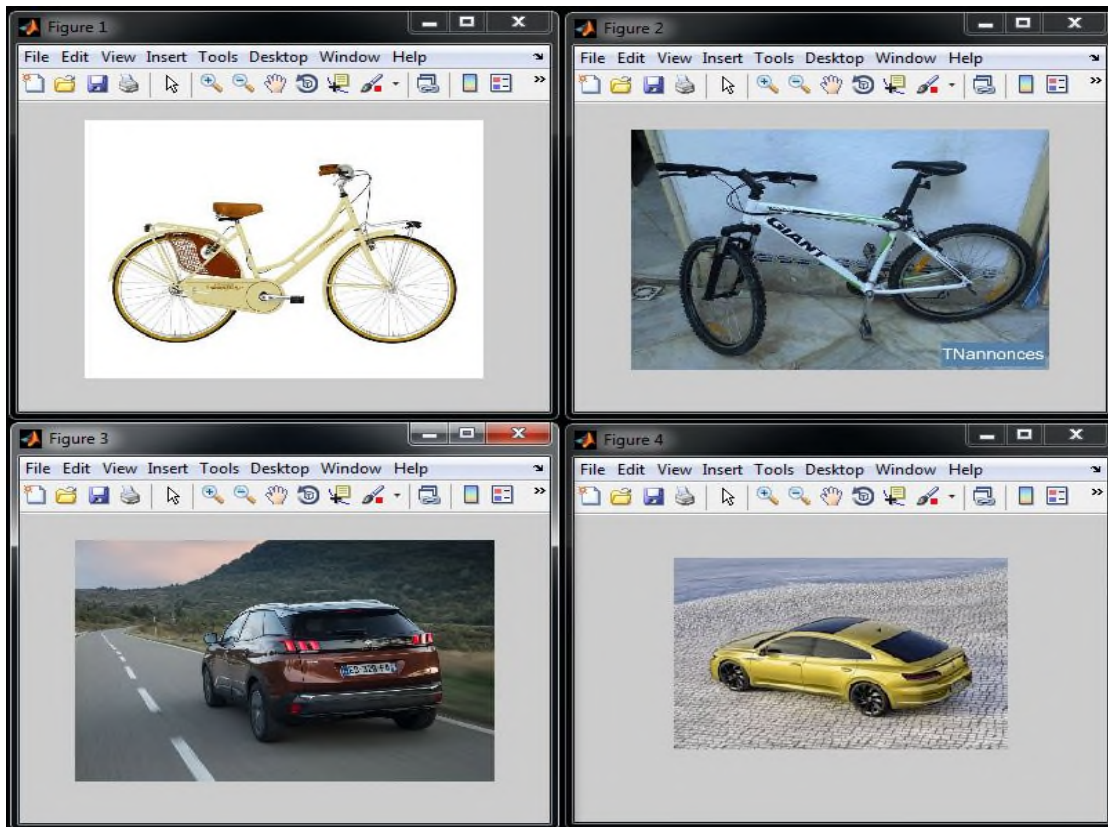 Figure 1
File Edit View Insert Tools Desktop Window Help
Figure 2
File Edit View Insert Tools Desktop Window Help
GIANT
TNannonces
Figure 3
File Edit View Insert Tools Desktop Window Help
Figure 4
File Edit View Insert Tools Desktop Window Help